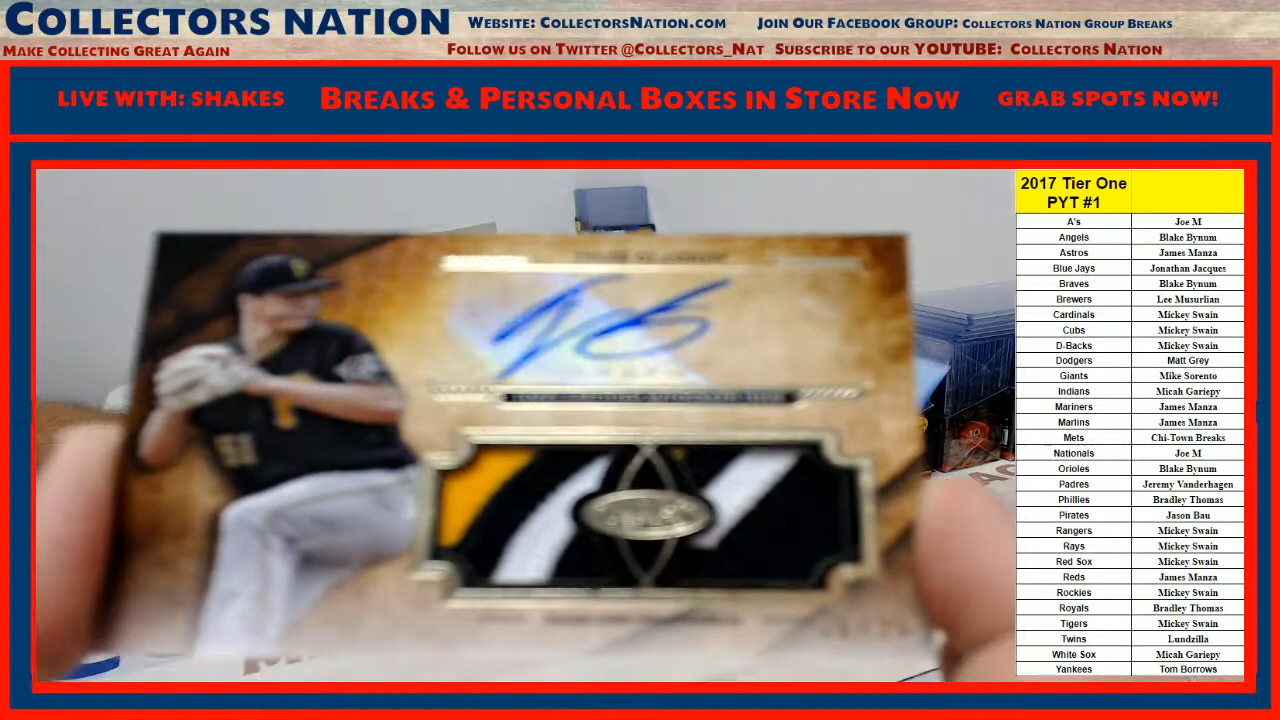 COLLECTORS NATION
WEBSITE: COLLECTORSNATION.COM
JOIN OUR FACEBOOK GROUP: COLLECTORS NATION GROUP BREAKS
MAKE COLLECTING GREAT AGAIN
FOLLOW US ON TWITTER @COLLECTORS_NAT SUBSCRIBE TO OUR YOUTUBE: COLLECTORS NATION
LIVE WITH: SHAKES
BREAKS & PERSONAL BOXES IN STORE NOW
GRAB SPOTS NOW!
2017 Tier One
PYT #1
A's Joe M
Angels Blake Bynum
Astros James Manza
Blue Jays Jonathan Jacques
Braves Blake Bynum
Brewers Lee Musurlian
Cardinals Mickey Swain
Cubs Mickey Swain
D-Backs Mickey Swain
Dodgers Matt Grey
Giants Mike Sorento
Indians Micah Gariepy
Mariners James Manza
Marlins James Manza
Mets Chi-Town Breaks
Nationals Joe M
Orioles Blake Bynum
Padres Jeremy Vanderhagen
Phillies Bradley Thomas
Pirates Jason Bau
Rangers Mickey Swain
Rays Mickey Swain
Red Sox Mickey Swain
Reds James Manza
Rockies Mickey Swain
Royals Bradley Thomas
Tigers Mickey Swain
Twins Lundzilla
White Sox Micah Gariepy
Yankees Tom Borrows